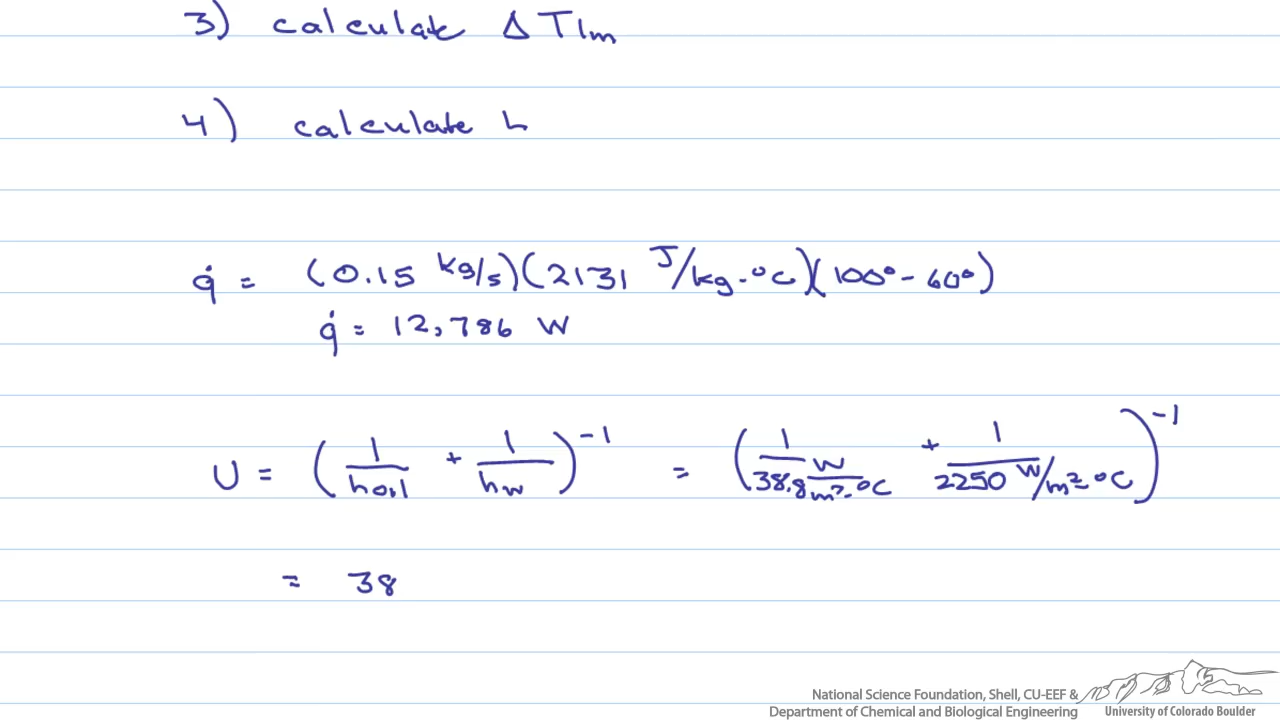 3) calculate ΔTlm
4) calculate L
q̇ = (0.15 kg/s)(2131 J/kg·°C)(100° - 60°)
q̇ = 12,786 W
U = (1/hoil + 1/hw)⁻¹ = (1/38.8 W/m²·°C + 1/2250 W/m²·°C)⁻¹
= 38
National Science Foundation, Shell, CU-EEF &
Department of Chemical and Biological Engineering
University of Colorado Boulder